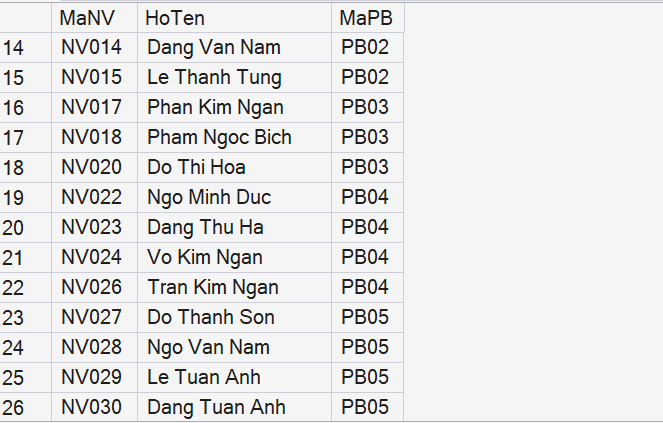 MaNV HoTen MaPB
14 NV014 Dang Van Nam PB02
15 NV015 Le Thanh Tung PB02
16 NV017 Phan Kim Ngan PB03
17 NV018 Pham Ngoc Bich PB03
18 NV020 Do Thi Hoa PB03
19 NV022 Ngo Minh Duc PB04
20 NV023 Dang Thu Ha PB04
21 NV024 Vo Kim Ngan PB04
22 NV026 Tran Kim Ngan PB04
23 NV027 Do Thanh Son PB05
24 NV028 Ngo Van Nam PB05
25 NV029 Le Tuan Anh PB05
26 NV030 Dang Tuan Anh PB05